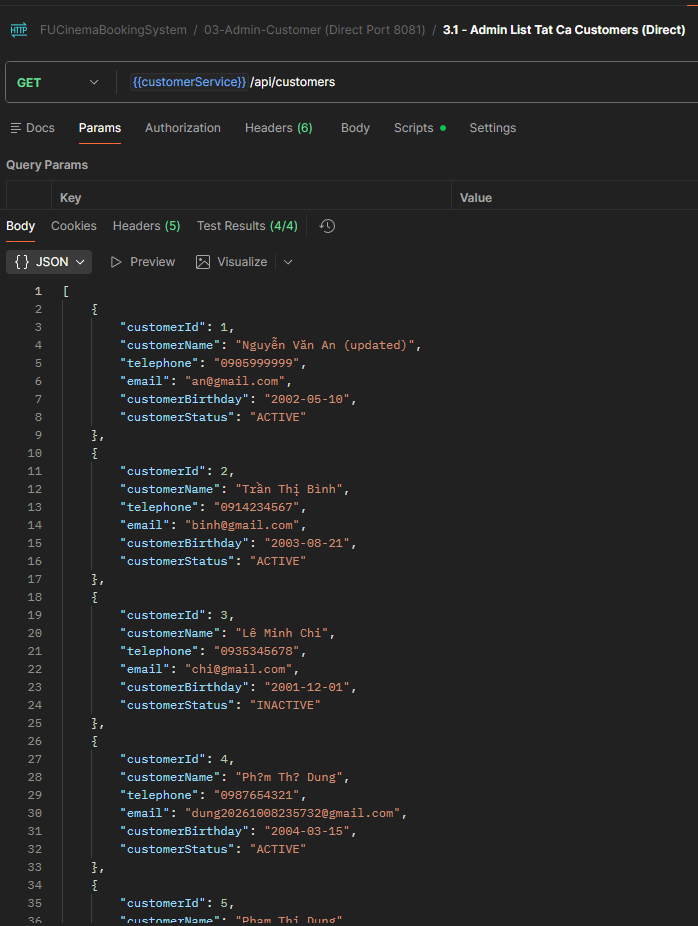 HTTP FUCinemaBookingSystem / 03-Admin-Customer (Direct Port 8081) / 3.1 - Admin List Tat Ca Customers (Direct)
GET {{customerService}} /api/customers
Docs Params Authorization Headers (6) Body Scripts Settings
Query Params
Key Value
Body Cookies Headers (5) Test Results (4/4)
{} JSON Preview Visualize
1 [
2 {
3 "customerId": 1,
4 "customerName": "Nguyễn Văn An (updated)",
5 "telephone": "0905999999",
6 "email": "an@gmail.com",
7 "customerBirthday": "2002-05-10",
8 "customerStatus": "ACTIVE"
9 },
10 {
11 "customerId": 2,
12 "customerName": "Trần Thị Bình",
13 "telephone": "0914234567",
14 "email": "binh@gmail.com",
15 "customerBirthday": "2003-08-21",
16 "customerStatus": "ACTIVE"
17 },
18 {
19 "customerId": 3,
20 "customerName": "Lê Minh Chi",
21 "telephone": "0935345678",
22 "email": "chi@gmail.com",
23 "customerBirthday": "2001-12-01",
24 "customerStatus": "INACTIVE"
25 },
26 {
27 "customerId": 4,
28 "customerName": "Ph?m Th? Dung",
29 "telephone": "0987654321",
30 "email": "dung20261008235732@gmail.com",
31 "customerBirthday": "2004-03-15",
32 "customerStatus": "ACTIVE"
33 },
34 {
35 "customerId": 5,
36 "customerName": "Pham Thi Dung"